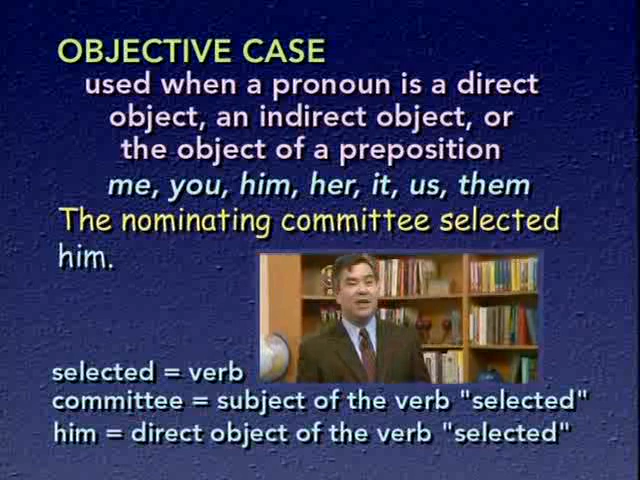 OBJECTIVE CASE
used when a pronoun is a direct
object, an indirect object, or
the object of a preposition
me, you, him, her, it, us, them
The nominating committee selected
him.
selected = verb
committee = subject of the verb "selected"
him = direct object of the verb "selected"